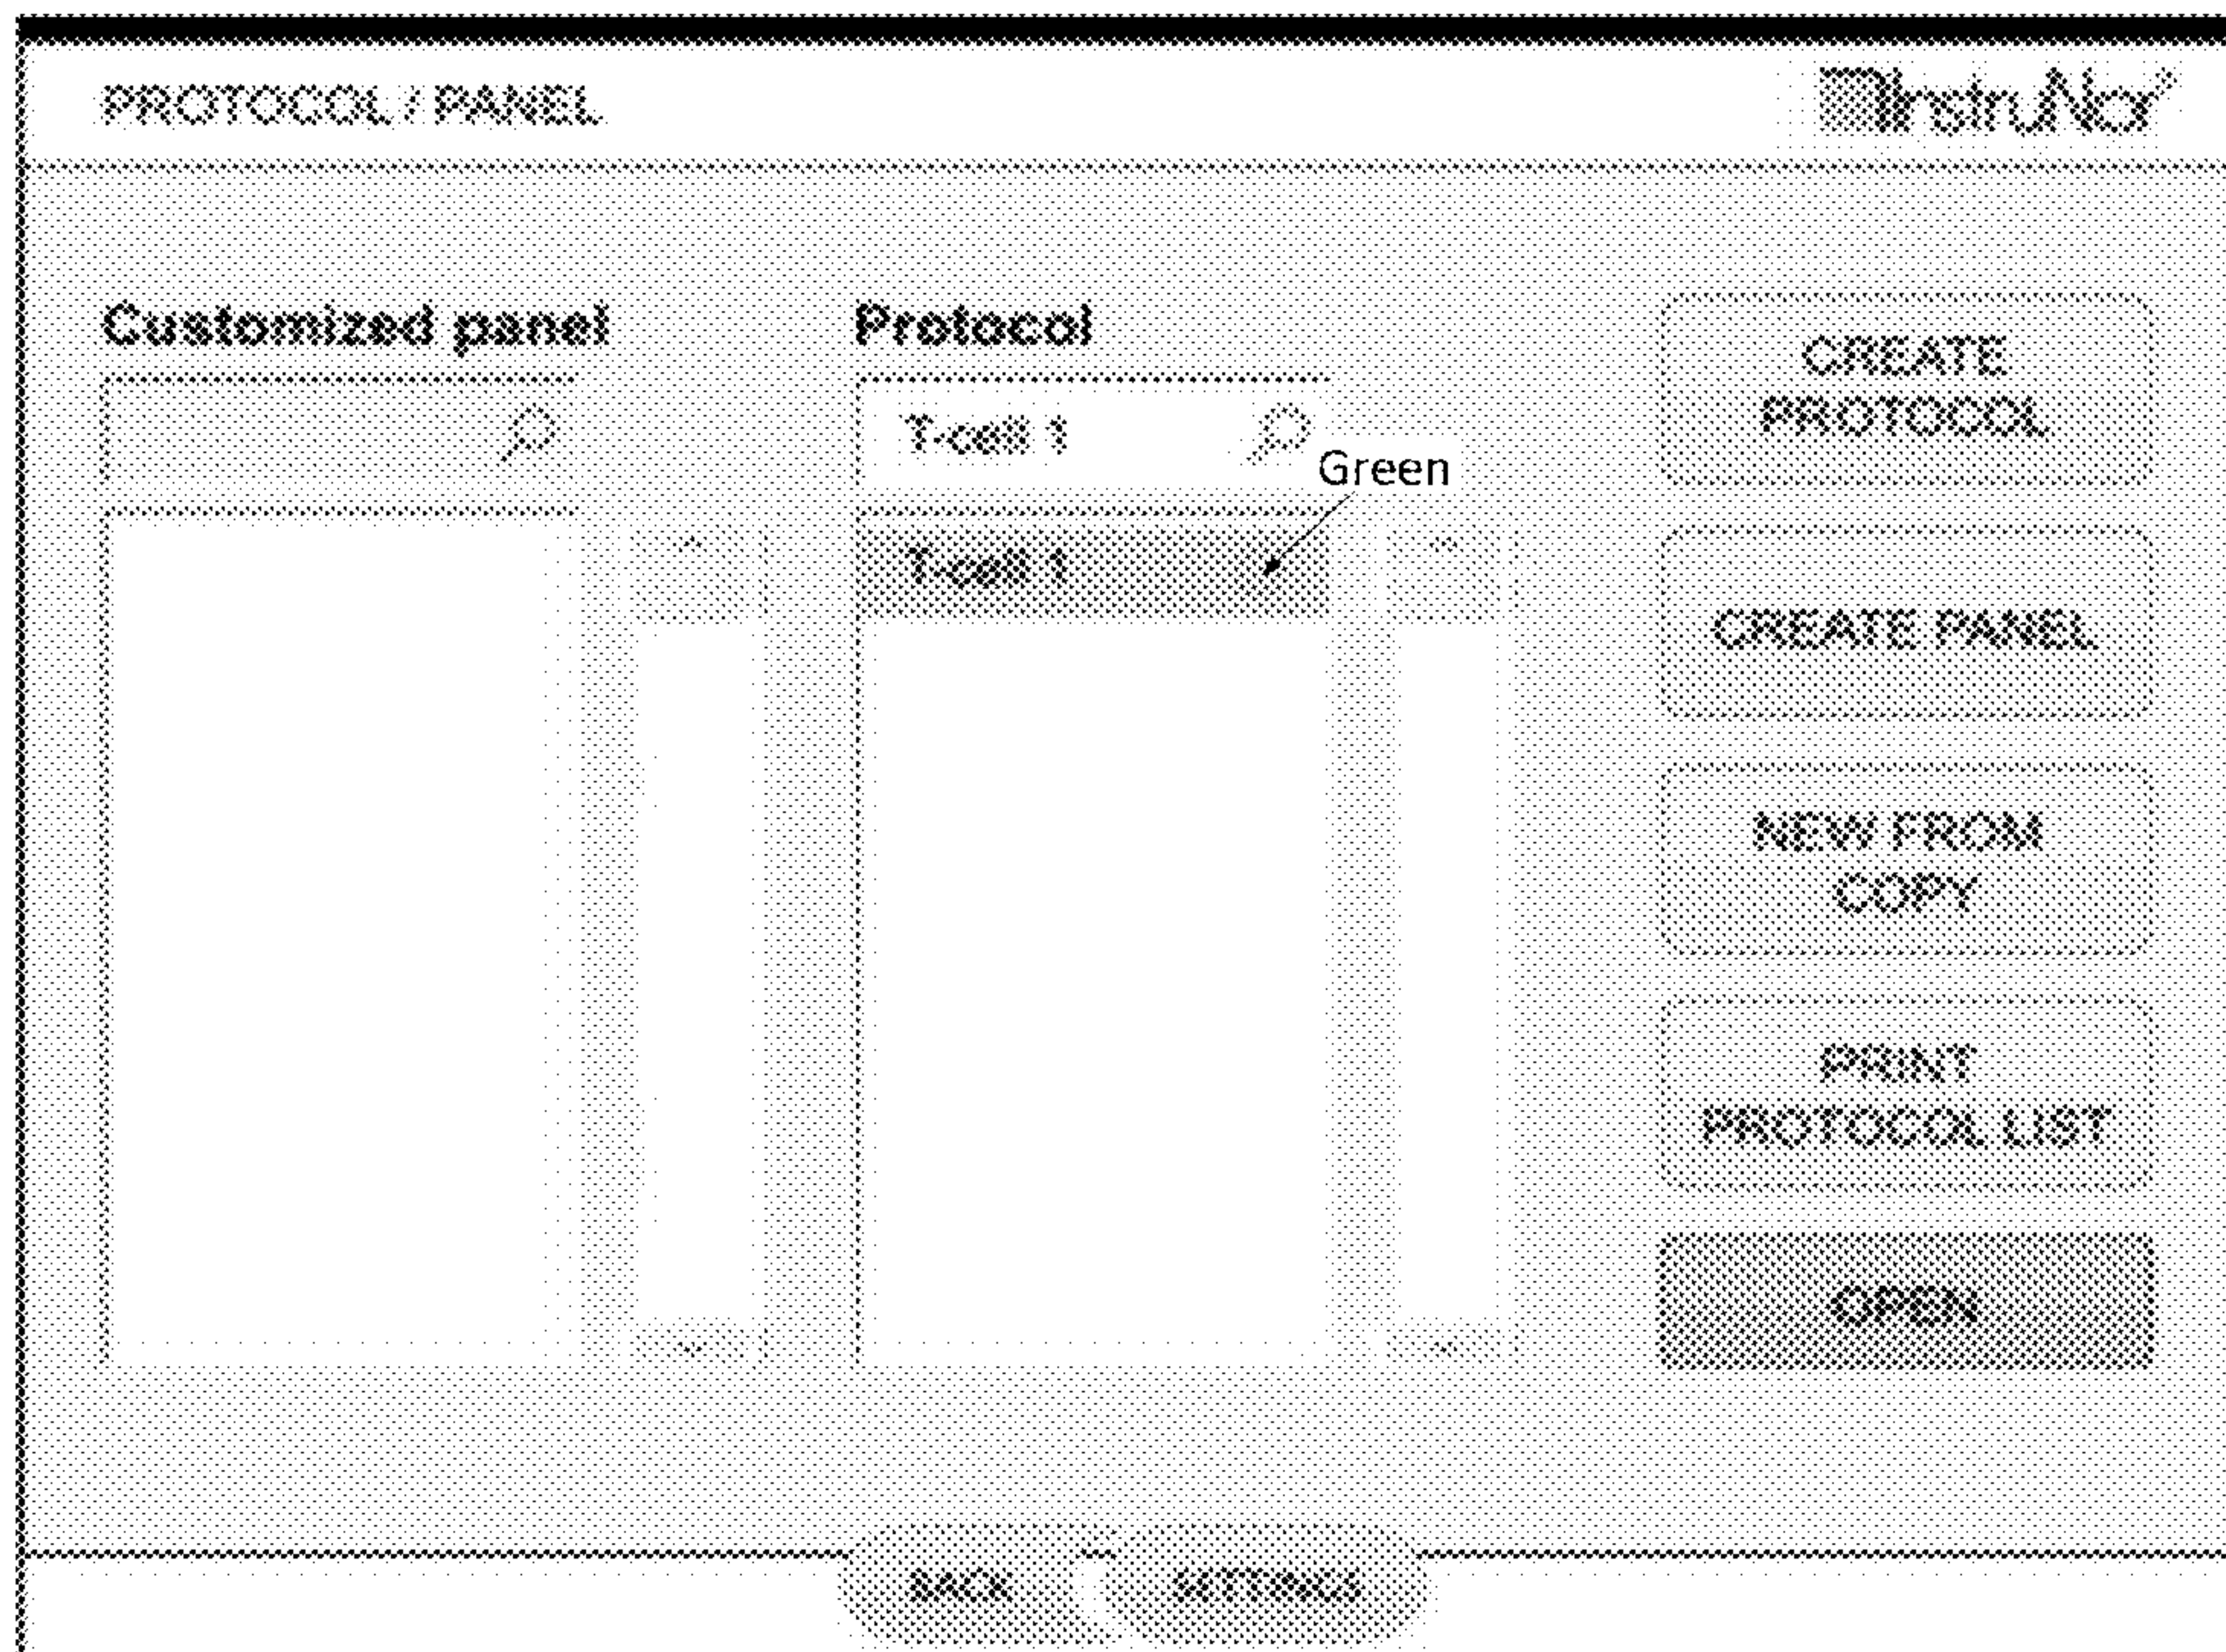 PROTOCOL / PANEL
InstruNor
Customized panel
Protocol
T-cell 1
Green
T-cell 1
CREATE
PROTOCOL
CREATE PANEL
NEW FROM
COPY
PRINT
PROTOCOL LIST
OPEN
BACK
SETTINGS